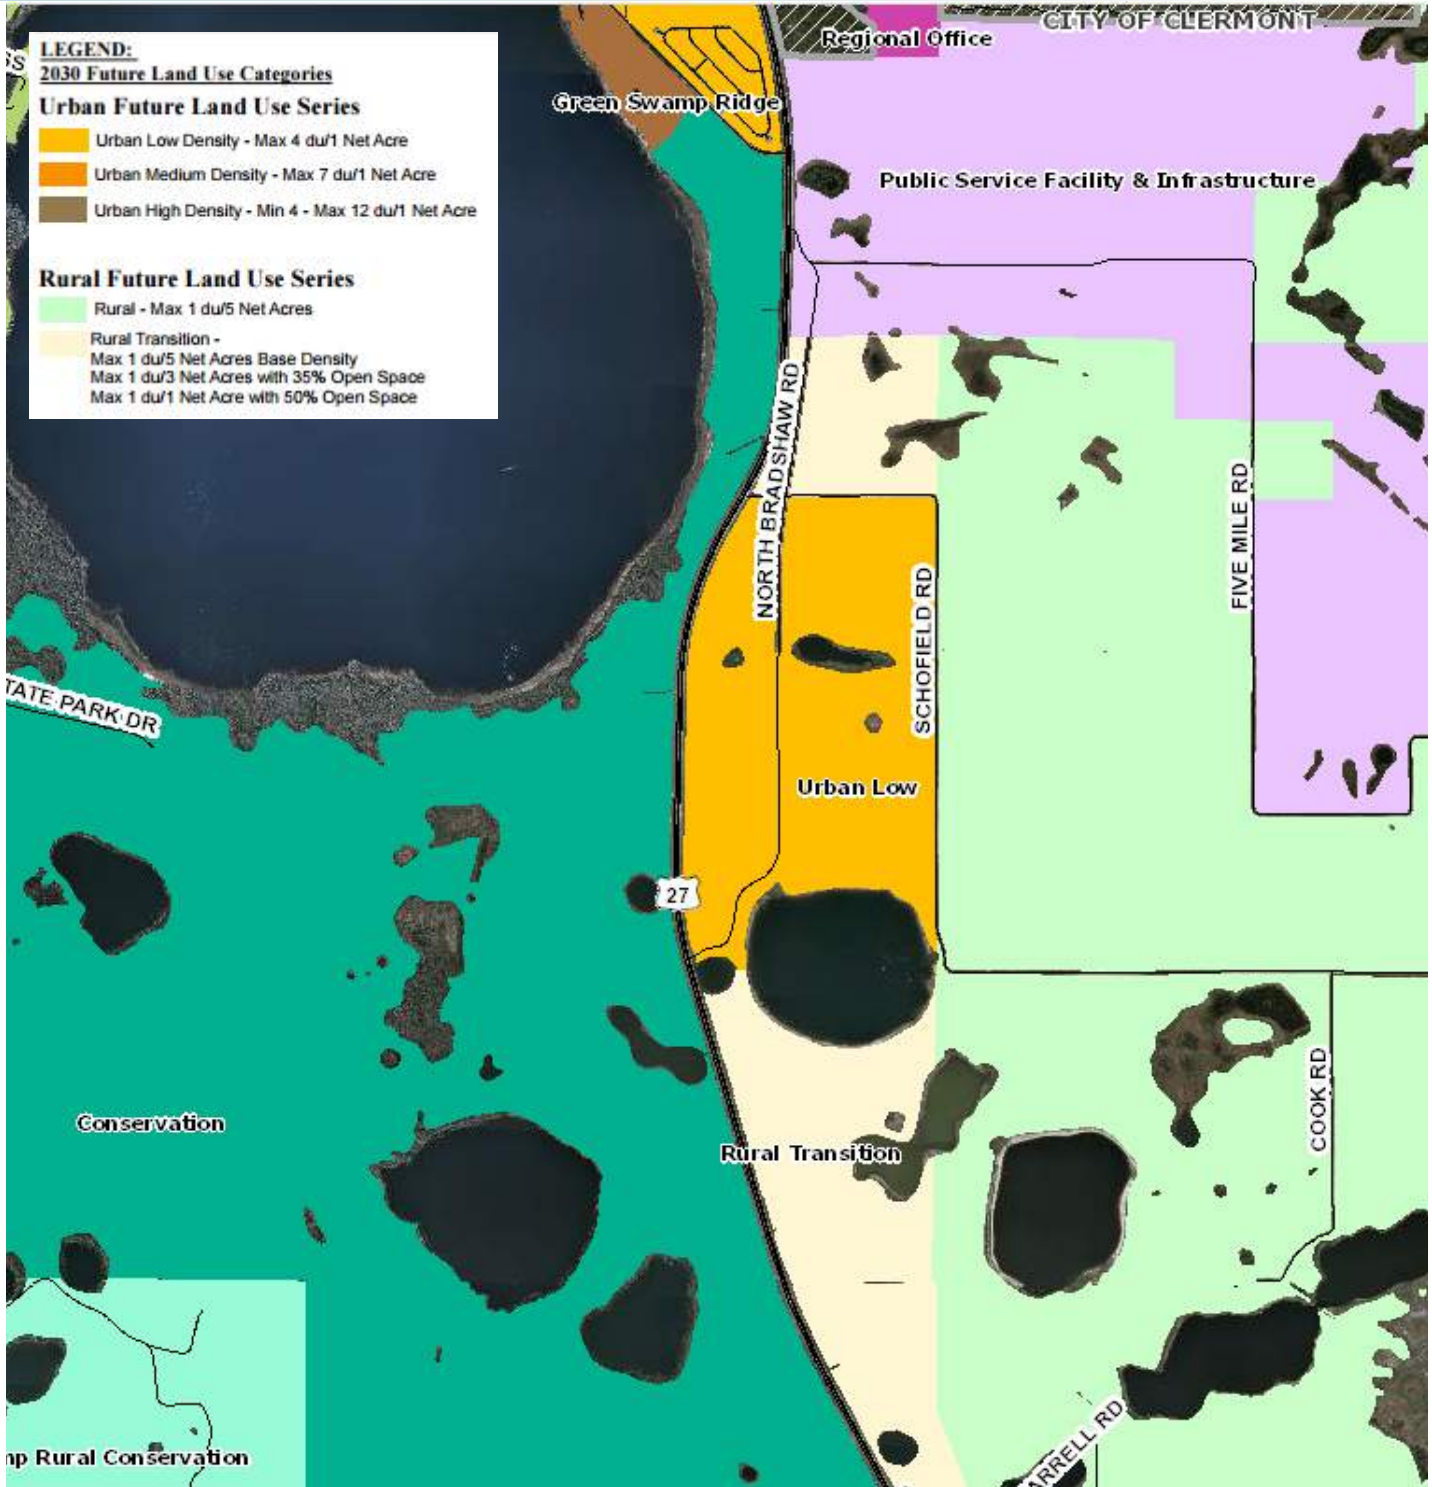 LEGEND:
2030 Future Land Use Categories
Urban Future Land Use Series
Urban Low Density - Max 4 du/1 Net Acre
Urban Medium Density - Max 7 du/1 Net Acre
Urban High Density - Min 4 - Max 12 du/1 Net Acre
Rural Future Land Use Series
Rural - Max 1 du/5 Net Acres
Rural Transition -
Max 1 du/5 Net Acres Base Density
Max 1 du/3 Net Acres with 35% Open Space
Max 1 du/1 Net Acre with 50% Open Space
CITY OF CLERMONT
Regional Office
Green Swamp Ridge
Public Service Facility & Infrastructure
NORTH BRADSHAW RD
FIVE MILE RD
SCHOFIELD RD
TATE PARK DR
Urban Low
27
COOK RD
Conservation
Rural Transition
ARRELL RD
mp Rural Conservation